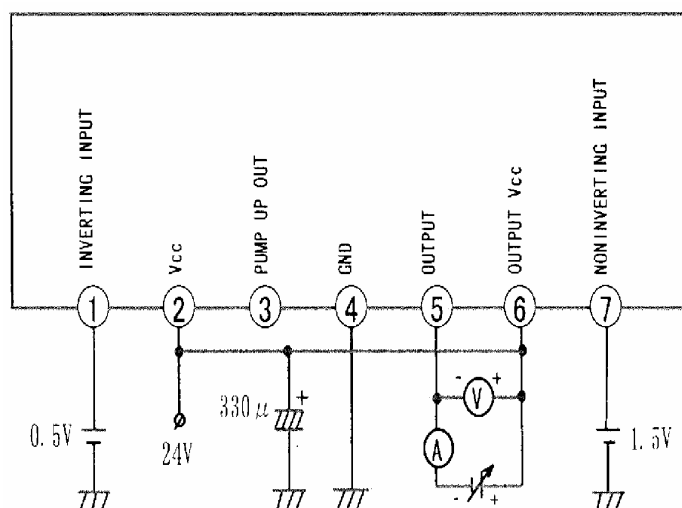 INVERTING INPUT
Vcc
PUMP UP OUT
GND
OUTPUT
OUTPUT Vcc
NONINVERTING INPUT
1
2
3
4
5
6
7
- V +
0.5V
24V
330μ
+
A
1.5V
- +